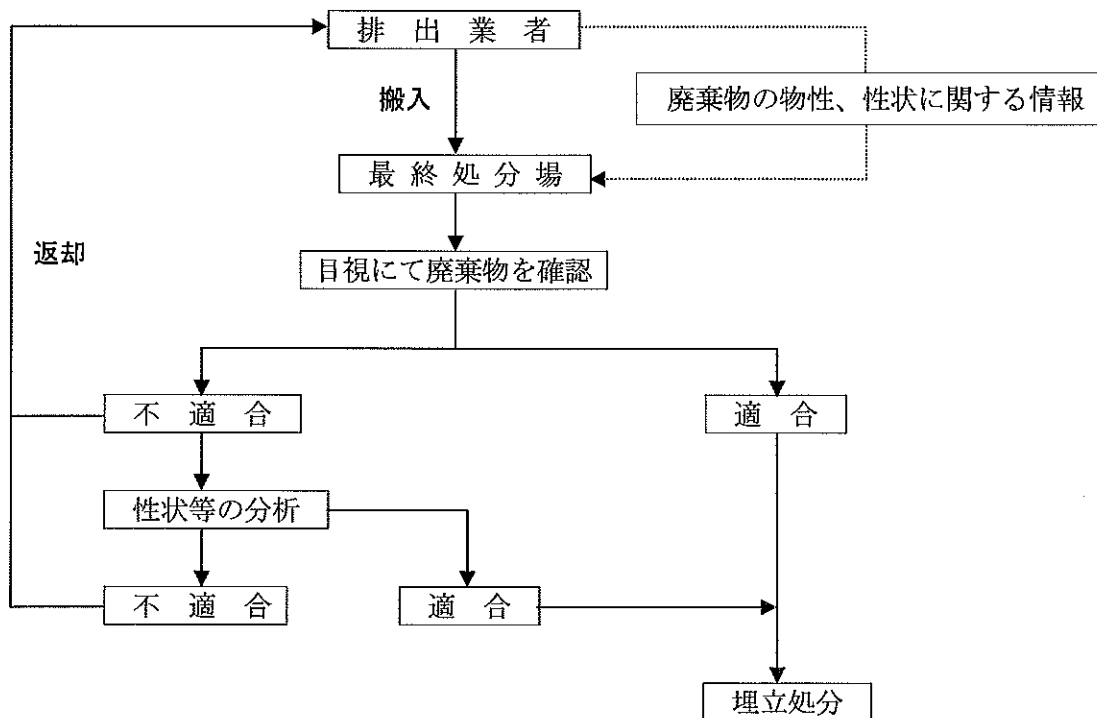 排出業者
搬入
廃棄物の物性、性状に関する情報
最終処分場
返却
目視にて廃棄物を確認
不適合
適合
性状等の分析
不適合
適合
埋立処分